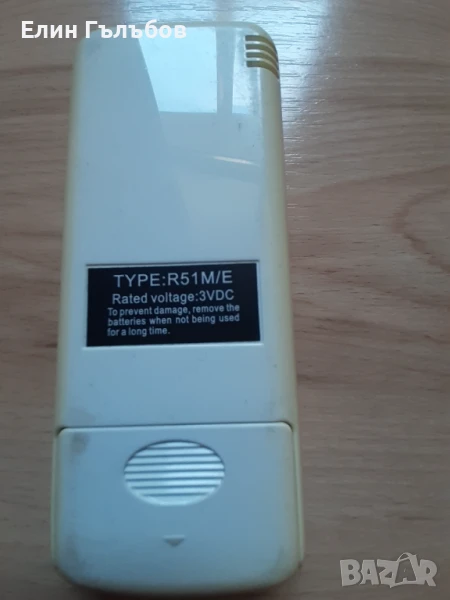 Елин Гълъбов
TYPE:R51M/E
Rated voltage:3VDC
To prevent damage, remove the
batteries when not being used
for a long time.
BAZAR